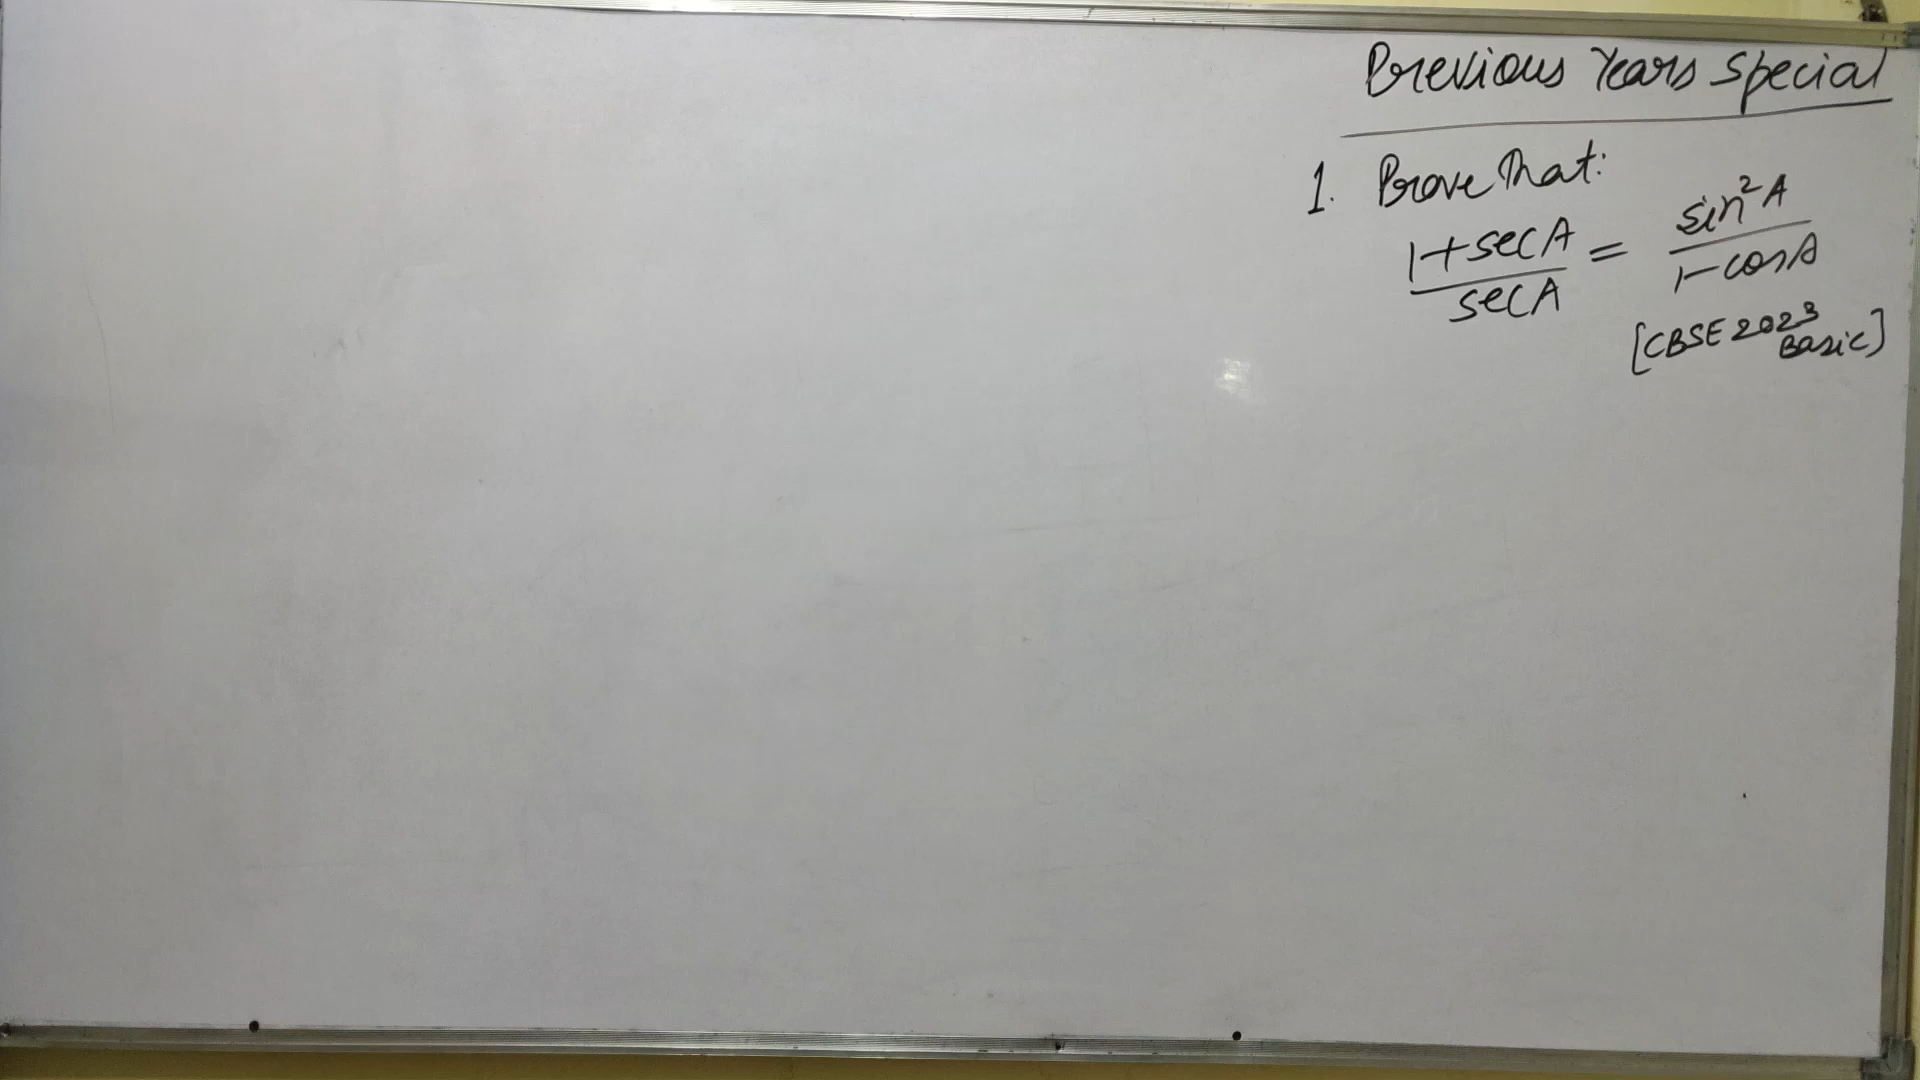 Previous Years Special
1. Prove That:
1+secA/secA = sin²A/1-cosA
[CBSE 2023
Basic]